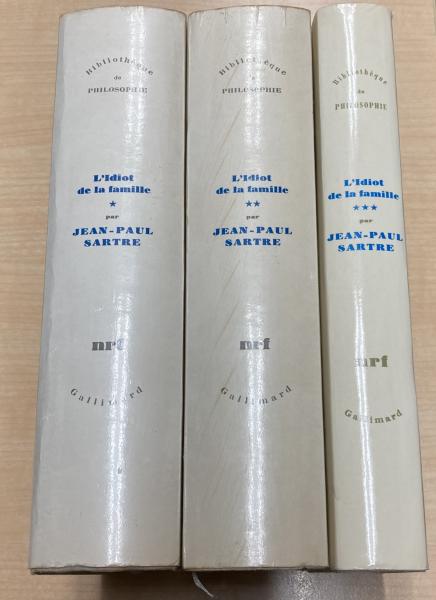 Bibliothèque
de
PHILOSOPHIE
L'Idiot
de la famille
★
par
JEAN-PAUL
SARTRE
nrf
Gallimard
Bibliothèque
de
PHILOSOPHIE
L'Idiot
de la famille
★★
par
JEAN-PAUL
SARTRE
nrf
Gallimard
Bibliothèque
de
PHILOSOPHIE
L'Idiot
de la famille
★★★
par
JEAN-PAUL
SARTRE
nrf
Gallimard